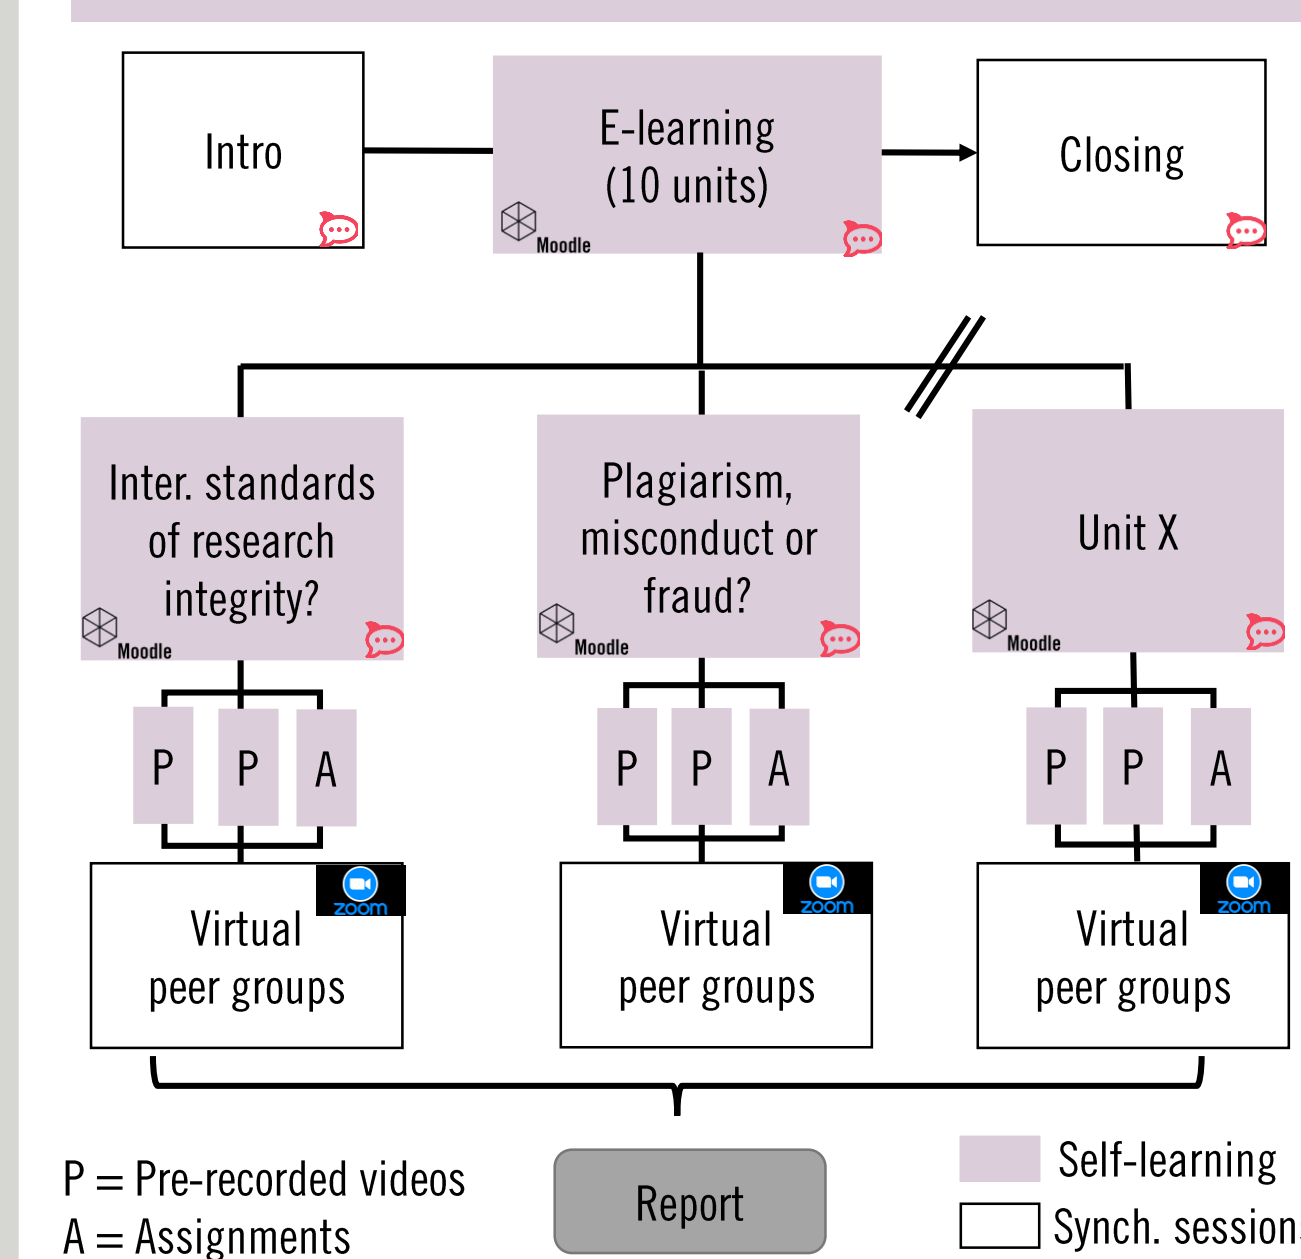 Intro
E-learning
(10 units)
Moodle
Closing
Inter. standards
of research
integrity?
Moodle
Plagiarism,
misconduct or
fraud?
Moodle
Unit X
Moodle
P P A
P P A
P P A
zoom
Virtual
peer groups
zoom
Virtual
peer groups
zoom
Virtual
peer groups
P = Pre-recorded videos
A = Assignments
Report
Self-learning
Synch. sessions